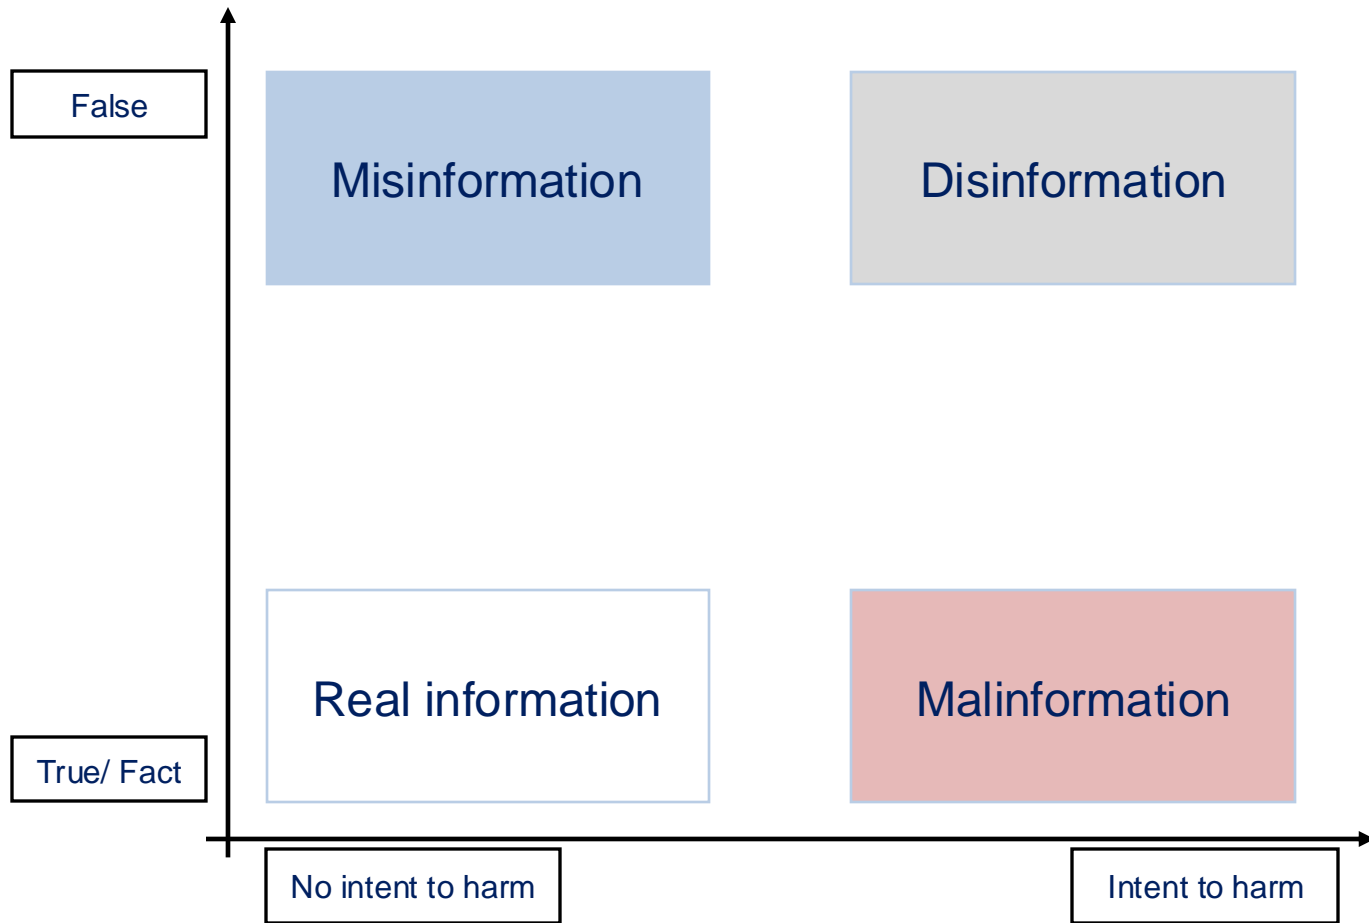 False
Misinformation
Disinformation
Real information
Malinformation
True/ Fact
No intent to harm
Intent to harm